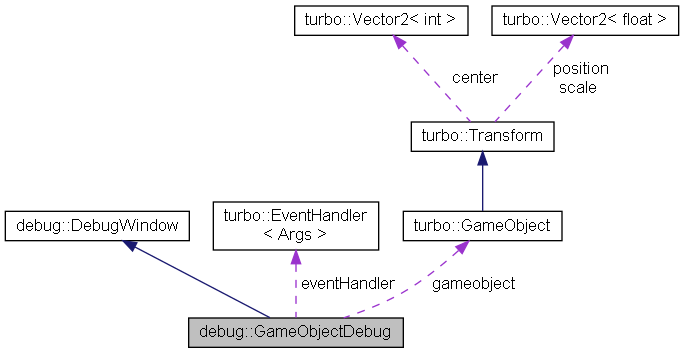 turbo::Vector2< int >
turbo::Vector2< float >
center
position
scale
turbo::Transform
debug::DebugWindow
turbo::EventHandler
< Args >
turbo::GameObject
eventHandler
gameobject
debug::GameObjectDebug